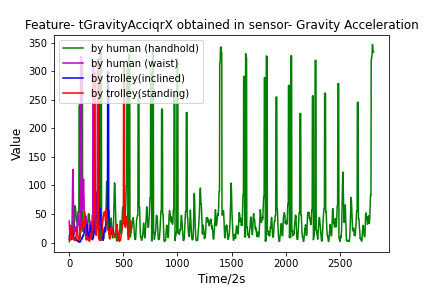 Feature- tGravityAcciqrX obtained in sensor- Gravity Acceleration
by human (handhold)
by human (waist)
by trolley(inclined)
by trolley(standing)
Value
350
300
250
200
150
100
50
0
0
500
1000
1500
2000
2500
Time/2s